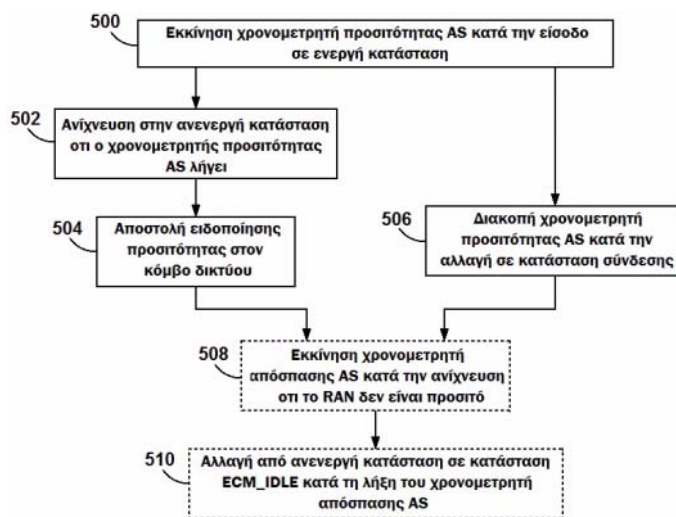 500
Εκκίνηση χρονομετρητή προσιτότητας AS κατά την είσοδο
σε ενεργή κατάσταση
502
Ανίχνευση στην ανενεργή κατάσταση
οτι ο χρονομετρητής προσιτότητας
AS λήγει
504
Αποστολή ειδοποίησης
προσιτότητας στον
κόμβο δικτύου
506
Διακοπή χρονομετρητή
προσιτότητας AS κατά την
αλλαγή σε κατάσταση σύνδεσης
508
Εκκίνηση χρονομετρητή
απόσπασης AS κατά την ανίχνευση
οτι το RAN δεν είναι προσιτό
510
Αλλαγή από ανενεργή κατάσταση σε κατάσταση
ECM_IDLE κατά τη λήξη του χρονομετρητή
απόσπασης AS